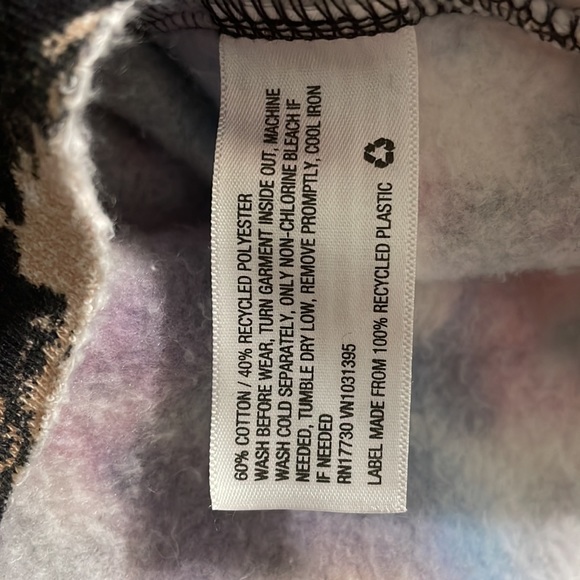 60% COTTON / 40% RECYCLED POLYESTER
WASH BEFORE WEAR, TURN GARMENT INSIDE OUT, MACHINE
WASH COLD SEPARATELY, ONLY NON-CHLORINE BLEACH IF
NEEDED, TUMBLE DRY LOW, REMOVE PROMPTLY, COOL IRON
IF NEEDED
RN17730 VN1031395
LABEL MADE FROM 100% RECYCLED PLASTIC